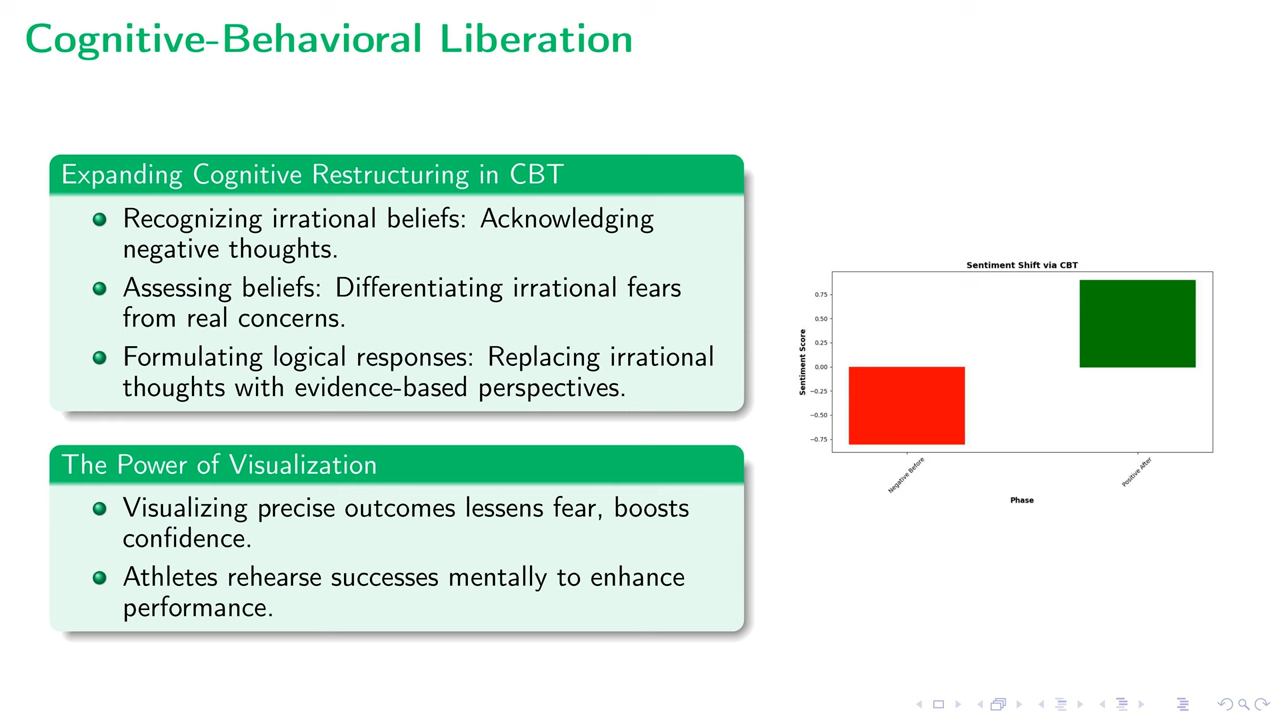 Cognitive-Behavioral Liberation
Expanding Cognitive Restructuring in CBT
Recognizing irrational beliefs: Acknowledging
negative thoughts.
Assessing beliefs: Differentiating irrational fears
from real concerns.
Formulating logical responses: Replacing irrational
thoughts with evidence-based perspectives.
The Power of Visualization
Visualizing precise outcomes lessens fear, boosts
confidence.
Athletes rehearse successes mentally to enhance
performance.
Sentiment Shift via CBT
Sentiment Score
0.75
0.50
0.25
0.00
−0.25
−0.50
−0.75
Negative Before
Positive After
Phase